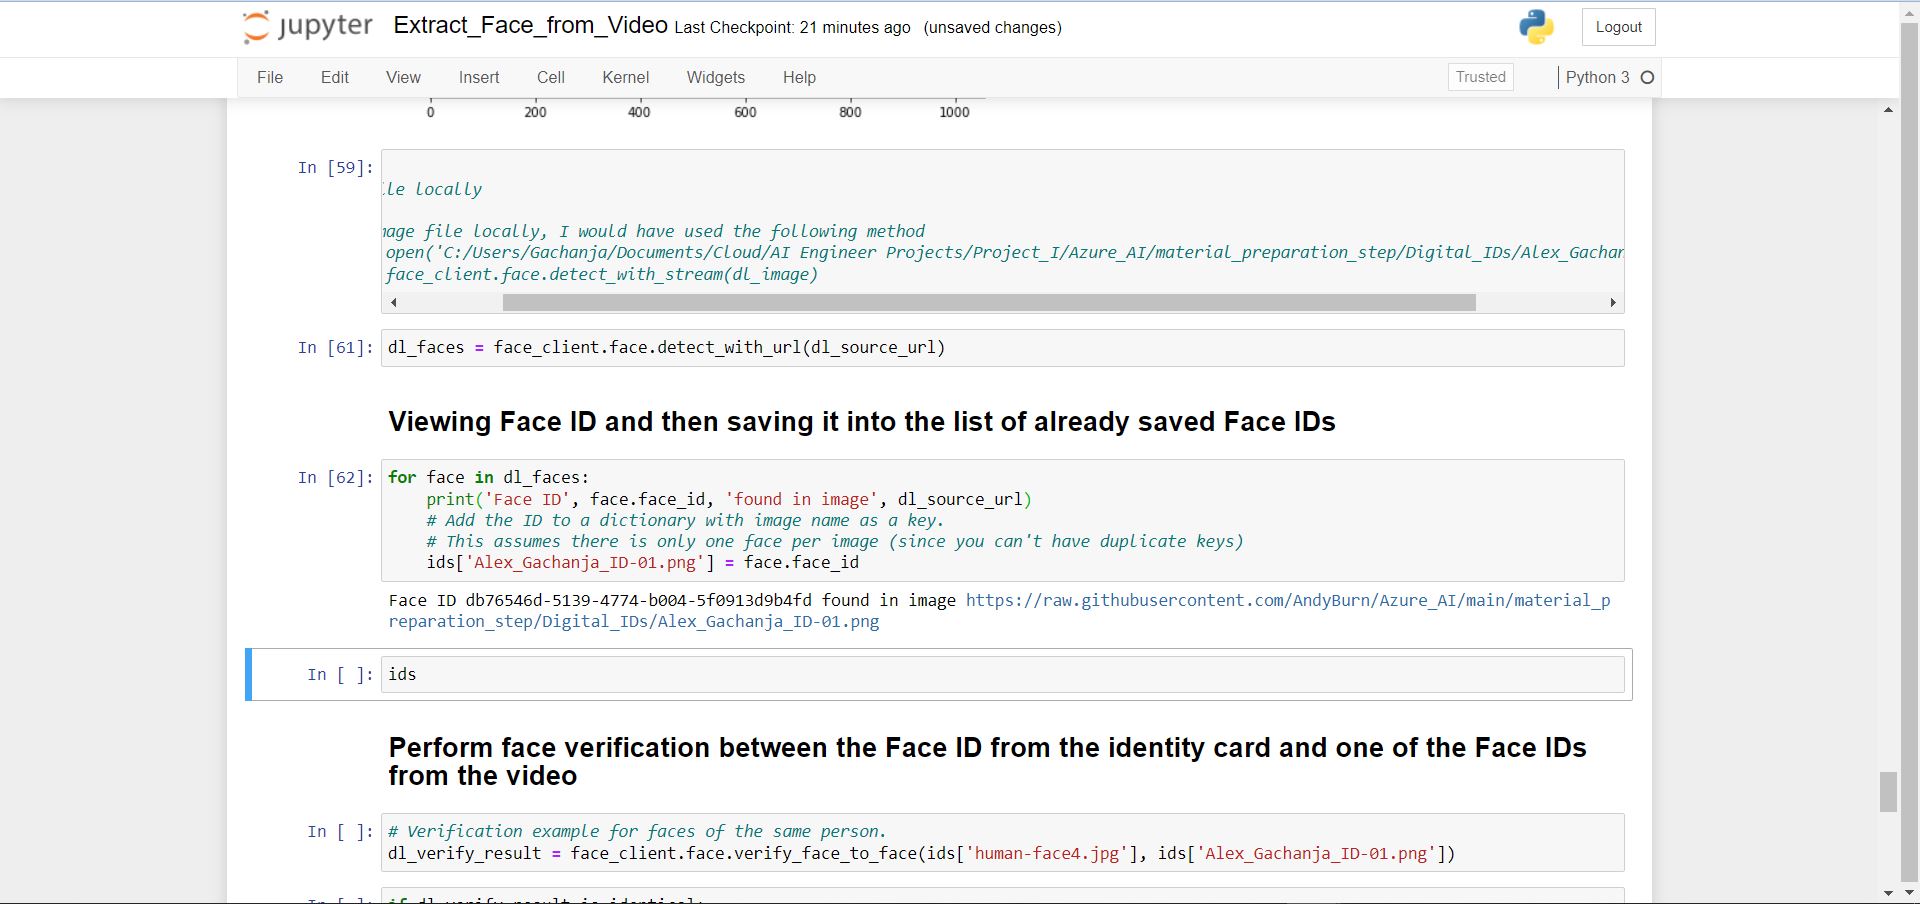 jupyter Extract_Face_from_Video Last Checkpoint: 21 minutes ago (unsaved changes) Logout
File Edit View Insert Cell Kernel Widgets Help Trusted Python 3
0 200 400 600 800 1000
In [59]:
locally
file locally, I would have used the following method
open('C:/Users/Gachanja/Documents/Cloud/AI Engineer Projects/Project_I/Azure_AI/material_preparation_step/Digital_IDs/Alex_Gachan
face_client.face.detect_with_stream(dl_image)
In [61]: dl_faces = face_client.face.detect_with_url(dl_source_url)
Viewing Face ID and then saving it into the list of already saved Face IDs
In [62]: for face in dl_faces:
print('Face ID', face.face_id, 'found in image', dl_source_url)
# Add the ID to a dictionary with image name as a key.
# This assumes there is only one face per image (since you can't have duplicate keys)
ids['Alex_Gachanja_ID-01.png'] = face.face_id
Face ID db76546d-5139-4774-b004-5f0913d9b4fd found in image https://raw.githubusercontent.com/AndyBurn/Azure_AI/main/material_p
reparation_step/Digital_IDs/Alex_Gachanja_ID-01.png
In [ ]: ids
Perform face verification between the Face ID from the identity card and one of the Face IDs
from the video
In [ ]: # Verification example for faces of the same person.
dl_verify_result = face_client.face.verify_face_to_face(ids['human-face4.jpg'], ids['Alex_Gachanja_ID-01.png'])